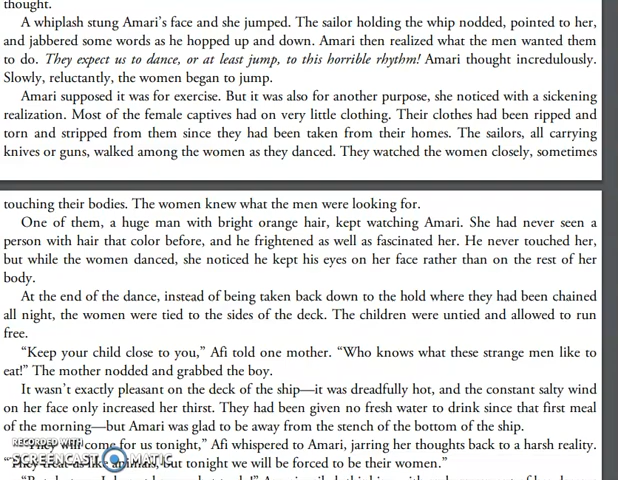 thought.
A whiplash stung Amari's face and she jumped. The sailor holding the whip nodded, pointed to her,
and jabbered some words as he hopped up and down. Amari then realized what the men wanted them
to do. They expect us to dance, or at least jump, to this horrible rhythm! Amari thought incredulously.
Slowly, reluctantly, the women began to jump.
Amari supposed it was for exercise. But it was also for another purpose, she noticed with a sickening
realization. Most of the female captives had on very little clothing. Their clothes had been ripped and
torn and stripped from them since they had been taken from their homes. The sailors, all carrying
knives or guns, walked among the women as they danced. They watched the women closely, sometimes
touching their bodies. The women knew what the men were looking for.
One of them, a huge man with bright orange hair, kept watching Amari. She had never seen a
person with hair that color before, and he frightened as well as fascinated her. He never touched her,
but while the women danced, she noticed he kept his eyes on her face rather than on the rest of her
body.
At the end of the dance, instead of being taken back down to the hold where they had been chained
all night, the women were tied to the sides of the deck. The children were untied and allowed to run
free.
“Keep your child close to you,” Afi told one mother. “Who knows what these strange men like to
eat!” The mother nodded and grabbed the boy.
It wasn't exactly pleasant on the deck of the ship—it was dreadfully hot, and the constant salty wind
on her face only increased her thirst. They had been given no fresh water to drink since that first meal
of the morning—but Amari was glad to be away from the stench of the bottom of the ship.
RECORDED WITH
“They will come for us tonight,” Afi whispered to Amari, jarring her thoughts back to a harsh reality.
SCREENCAST MATIC
“They treat us like animals, but tonight we will be forced to be their women.”